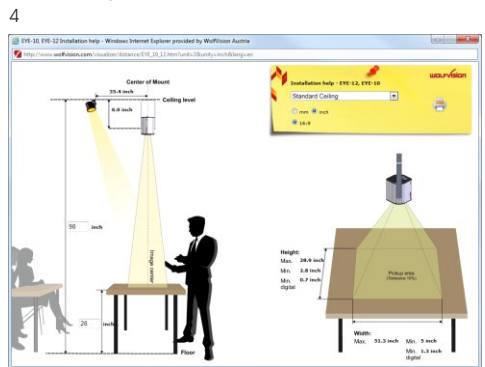 4
EYE-10, EYE-12 Installation help - Windows Internet Explorer provided by WolfVision Austria
Center of Mount
35.4 inch
Ceiling level
6.6 inch
98 inch
Image center
28 inch
Floor
Installation help - EYE-12, EYE-10
WOLFVISION
Standard Ceiling
mm inch
16:9
Height:
Max. 28.9 inch
Min. 2.8 inch
Min. 0.7 inch
digital
Pickup area
Width:
Max. 51.3 inch Min. 5 inch
Min. 1.3 inch
digital